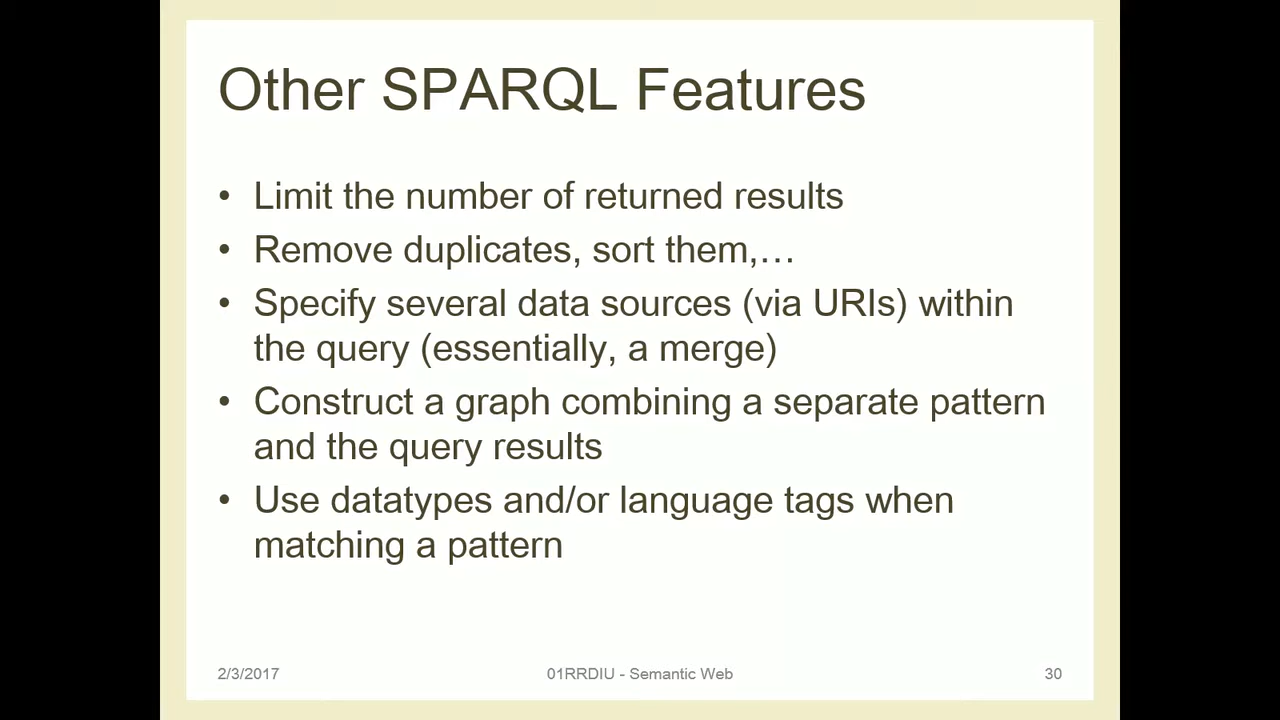 Other SPARQL Features
• Limit the number of returned results
• Remove duplicates, sort them,…
• Specify several data sources (via URIs) within
the query (essentially, a merge)
• Construct a graph combining a separate pattern
and the query results
• Use datatypes and/or language tags when
matching a pattern
2/3/2017
01RRDIU - Semantic Web
30